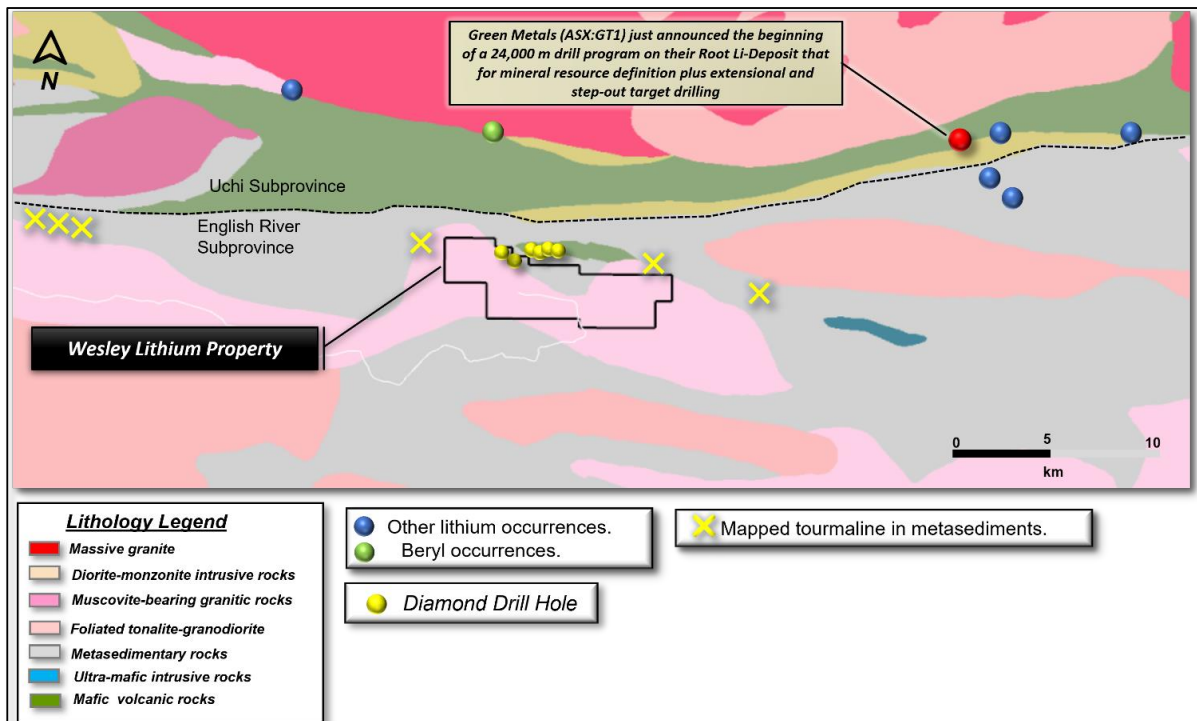 Green Metals (ASX:GT1) just announced the beginning
of a 24,000 m drill program on their Root Li-Deposit that
for mineral resource definition plus extensional and
step-out target drilling
N
Uchi Subprovince
English River
Subprovince
Wesley Lithium Property
0 5 10
km
Lithology Legend
Massive granite
Diorite-monzonite intrusive rocks
Muscovite-bearing granitic rocks
Foliated tonalite-granodiorite
Metasedimentary rocks
Ultra-mafic intrusive rocks
Mafic volcanic rocks
Other lithium occurrences.
Beryl occurrences.
Diamond Drill Hole
Mapped tourmaline in metasediments.